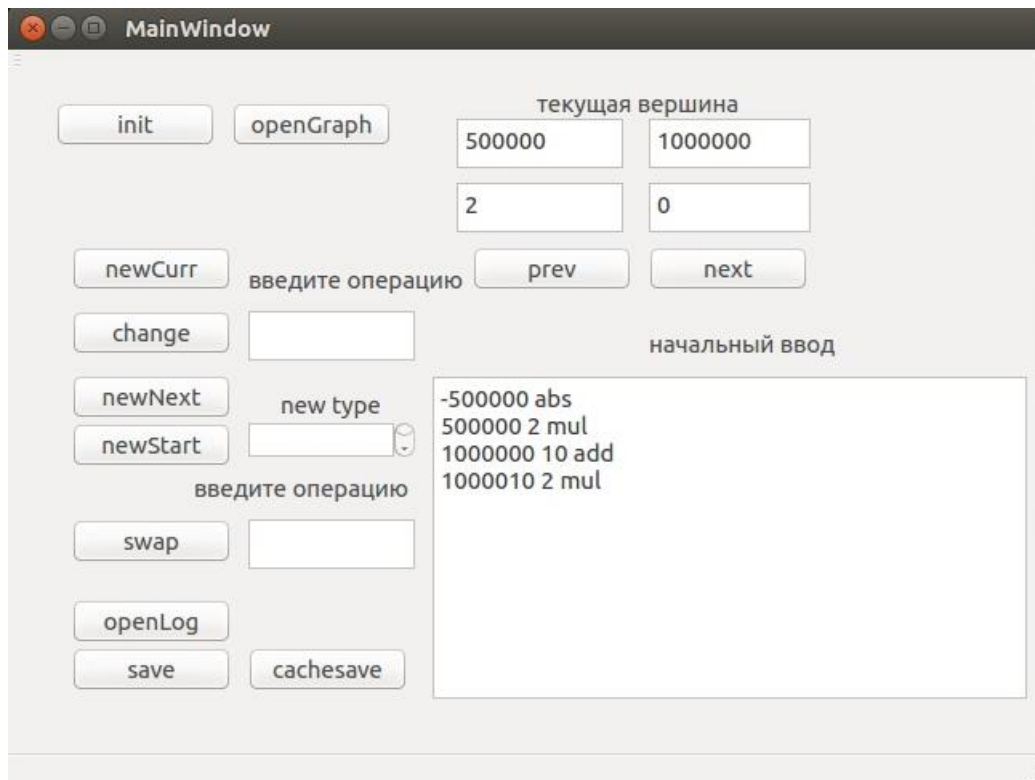 MainWindow
init
openGraph
текущая вершина
500000
1000000
2
0
newCurr
введите операцию
prev
next
change
начальный ввод
newNext
new type
newStart
введите операцию
swap
openLog
save
cachesave
-500000 abs
500000 2 mul
1000000 10 add
1000010 2 mul